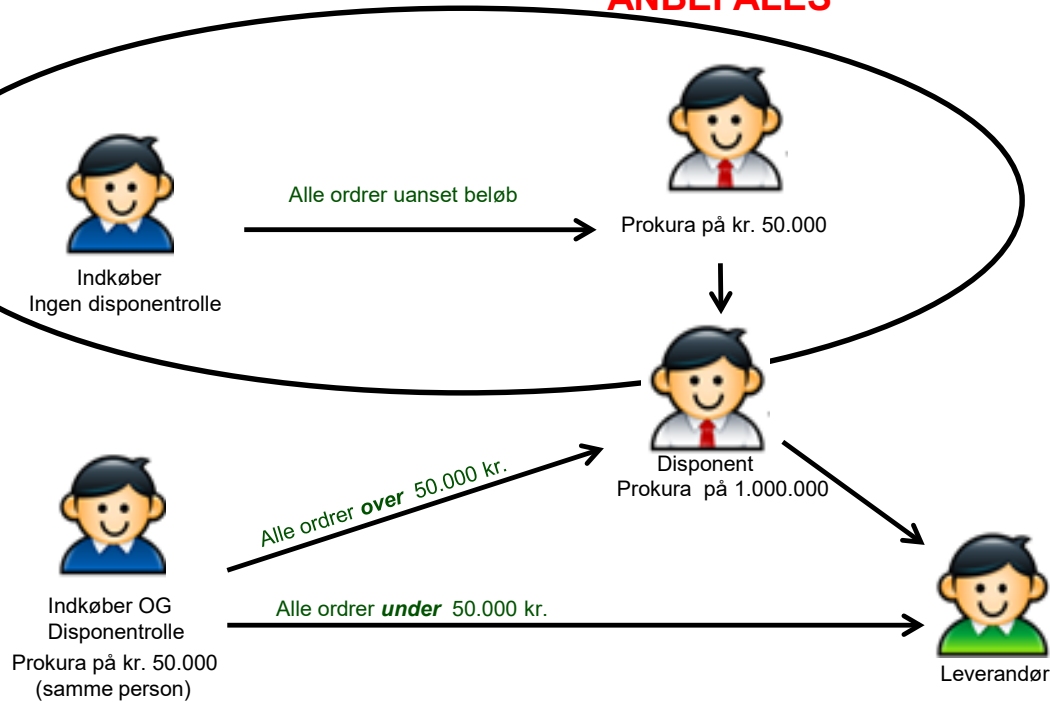 ANBEFALES
Alle ordrer uanset beløb
Prokura på kr. 50.000
Indkøber
Ingen disponentrolle
Disponent
Prokura på 1.000.000
Alle ordrer over 50.000 kr.
Alle ordrer under 50.000 kr.
Indkøber OG
Disponentrolle
Prokura på kr. 50.000
(samme person)
Leverandør